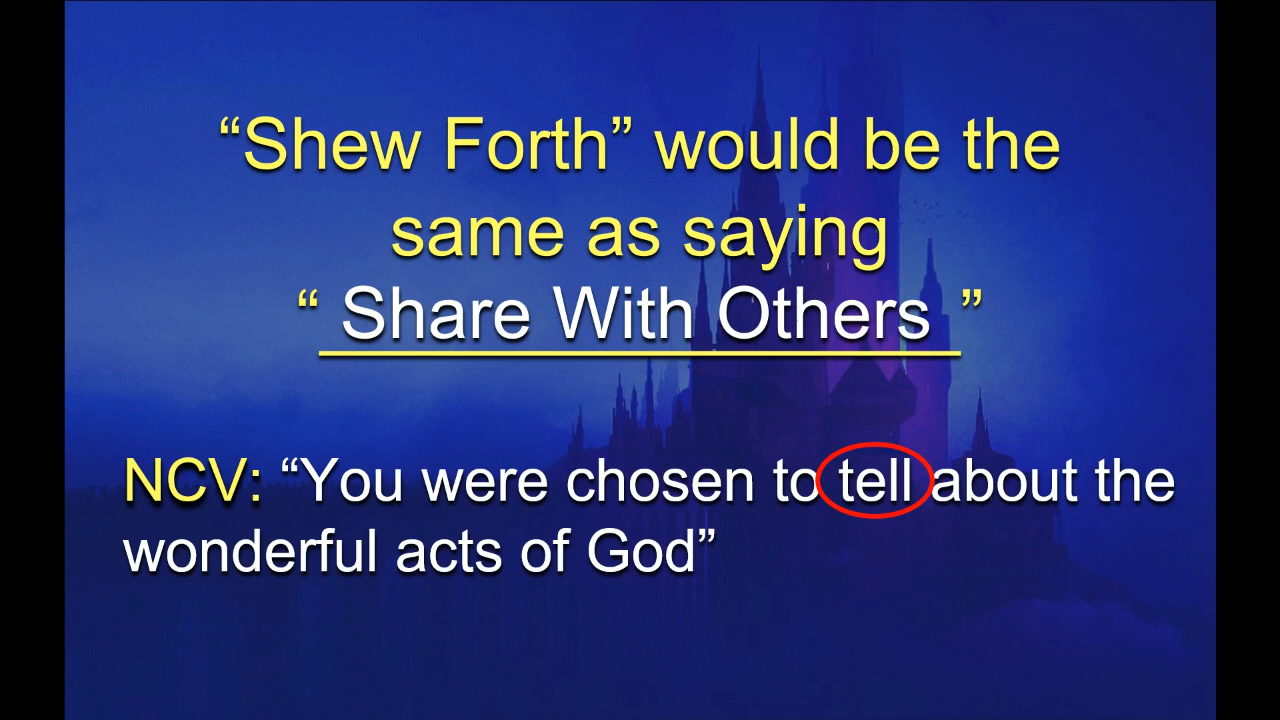 “Shew Forth” would be the
same as saying
“ Share With Others ”
NCV: “You were chosen to tell about the
wonderful acts of God”